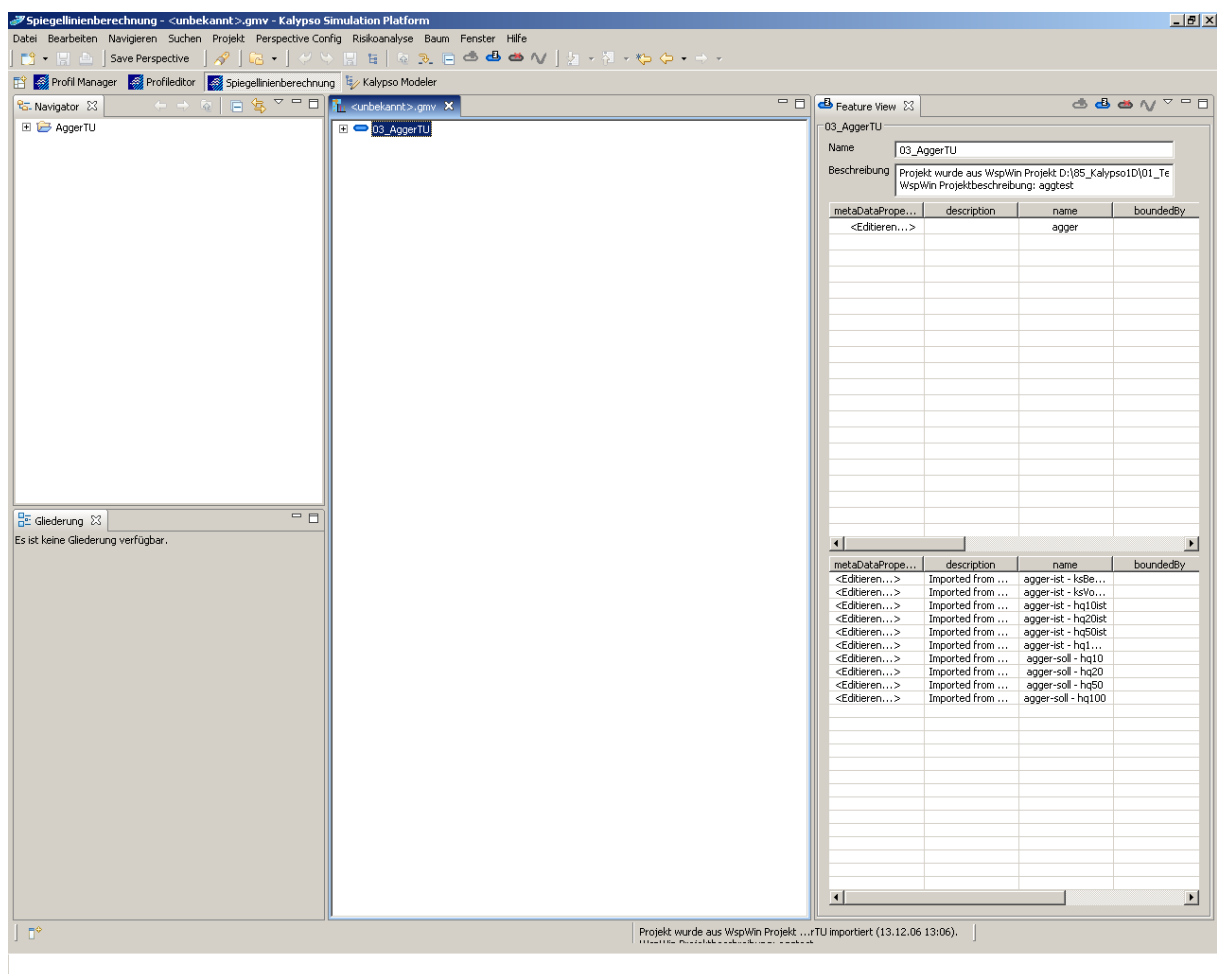 Spiegellinienberechnung - <unbekannt>.gmv - Kalypso Simulation Platform
Datei Bearbeiten Navigieren Suchen Projekt Perspective Config Risikoanalyse Baum Fenster Hilfe
Save Perspective
Profil Manager Profileditor Spiegellinienberechnung Kalypso Modeler
Navigator
AggerTU
Gliederung
Es ist keine Gliederung verfügbar.
<unbekannt>.gmv
03_AggerTU
Feature View
03_AggerTU
Name 03_AggerTU
Beschreibung Projekt wurde aus WspWin Projekt D:\85_Kalypso1D\01_Te
WspWin Projektbeschreibung: aggtest
metaDataPrope... description name boundedBy
<Editieren...> agger
metaDataPrope... description name boundedBy
<Editieren...> Imported from ... agger-ist - ksBe...
<Editieren...> Imported from ... agger-ist - ksVo...
<Editieren...> Imported from ... agger-ist - hq10ist
<Editieren...> Imported from ... agger-ist - hq20ist
<Editieren...> Imported from ... agger-ist - hq50ist
<Editieren...> Imported from ... agger-ist - hq1...
<Editieren...> Imported from ... agger-soll - hq10
<Editieren...> Imported from ... agger-soll - hq20
<Editieren...> Imported from ... agger-soll - hq50
<Editieren...> Imported from ... agger-soll - hq100
Projekt wurde aus WspWin Projekt ...rTU importiert (13.12.06 13:06).